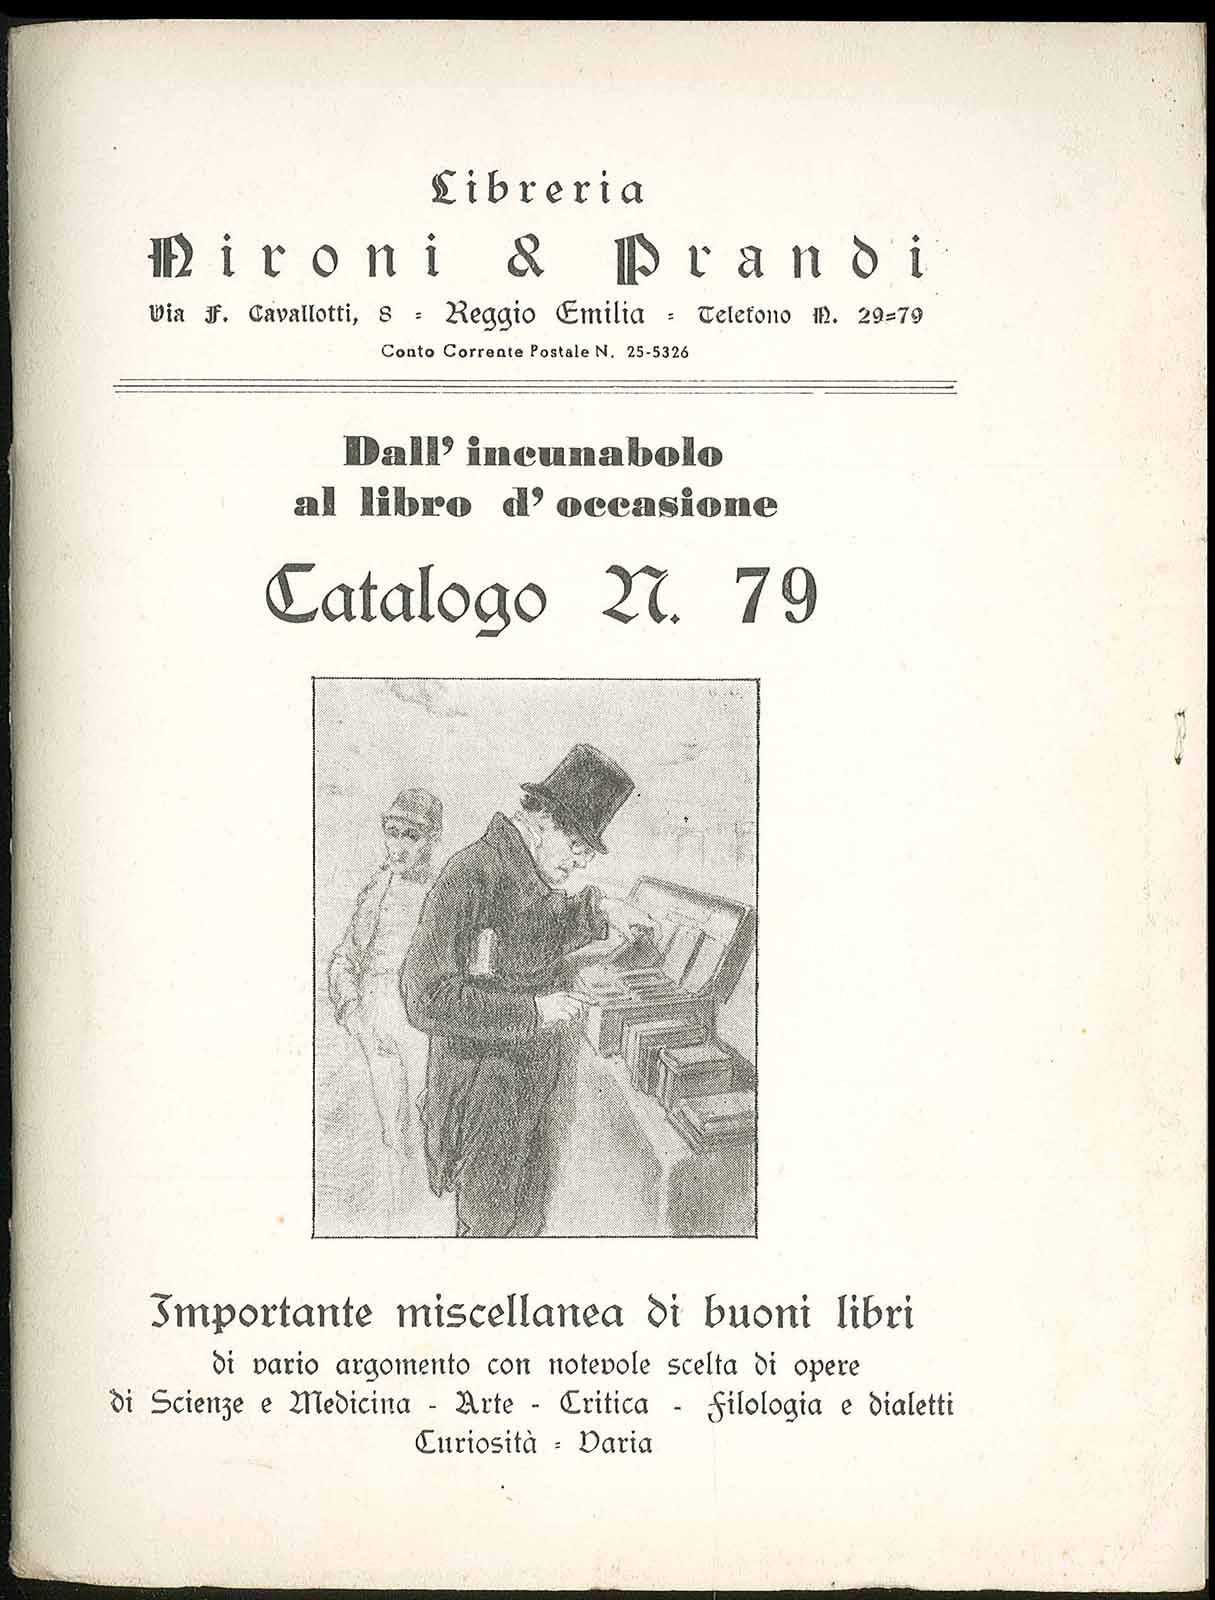 Libreria
Nironi & Prandi
Via F. Cavallotti, 8 = Reggio Emilia = Telefono N. 29=79
Conto Corrente Postale N. 25-5326
Dall' incunabolo
al libro d' occasione
Catalogo N. 79
Importante miscellanea di buoni libri
di vario argomento con notevole scelta di opere
di Scienze e Medicina - Arte - Critica - Filologia e dialetti
Curiosità = Varia